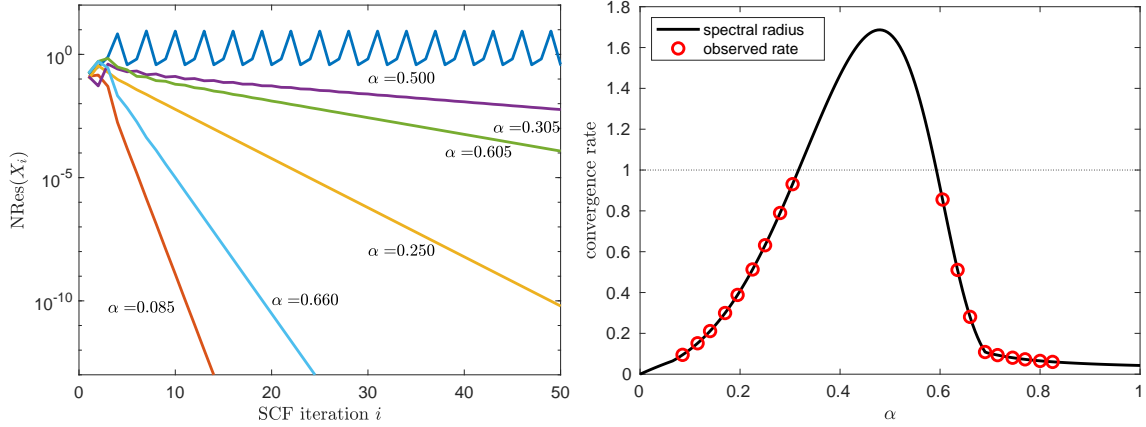 10^0
10^-5
10^-10
NRes(X_i)
α=0.500
α=0.305
α=0.605
α=0.250
α=0.660
α=0.085
0 10 20 30 40 50
SCF iteration i
1.8
1.6
1.4
1.2
1
0.8
0.6
0.4
0.2
0
convergence rate
spectral radius
observed rate
0 0.2 0.4 0.6 0.8 1
α